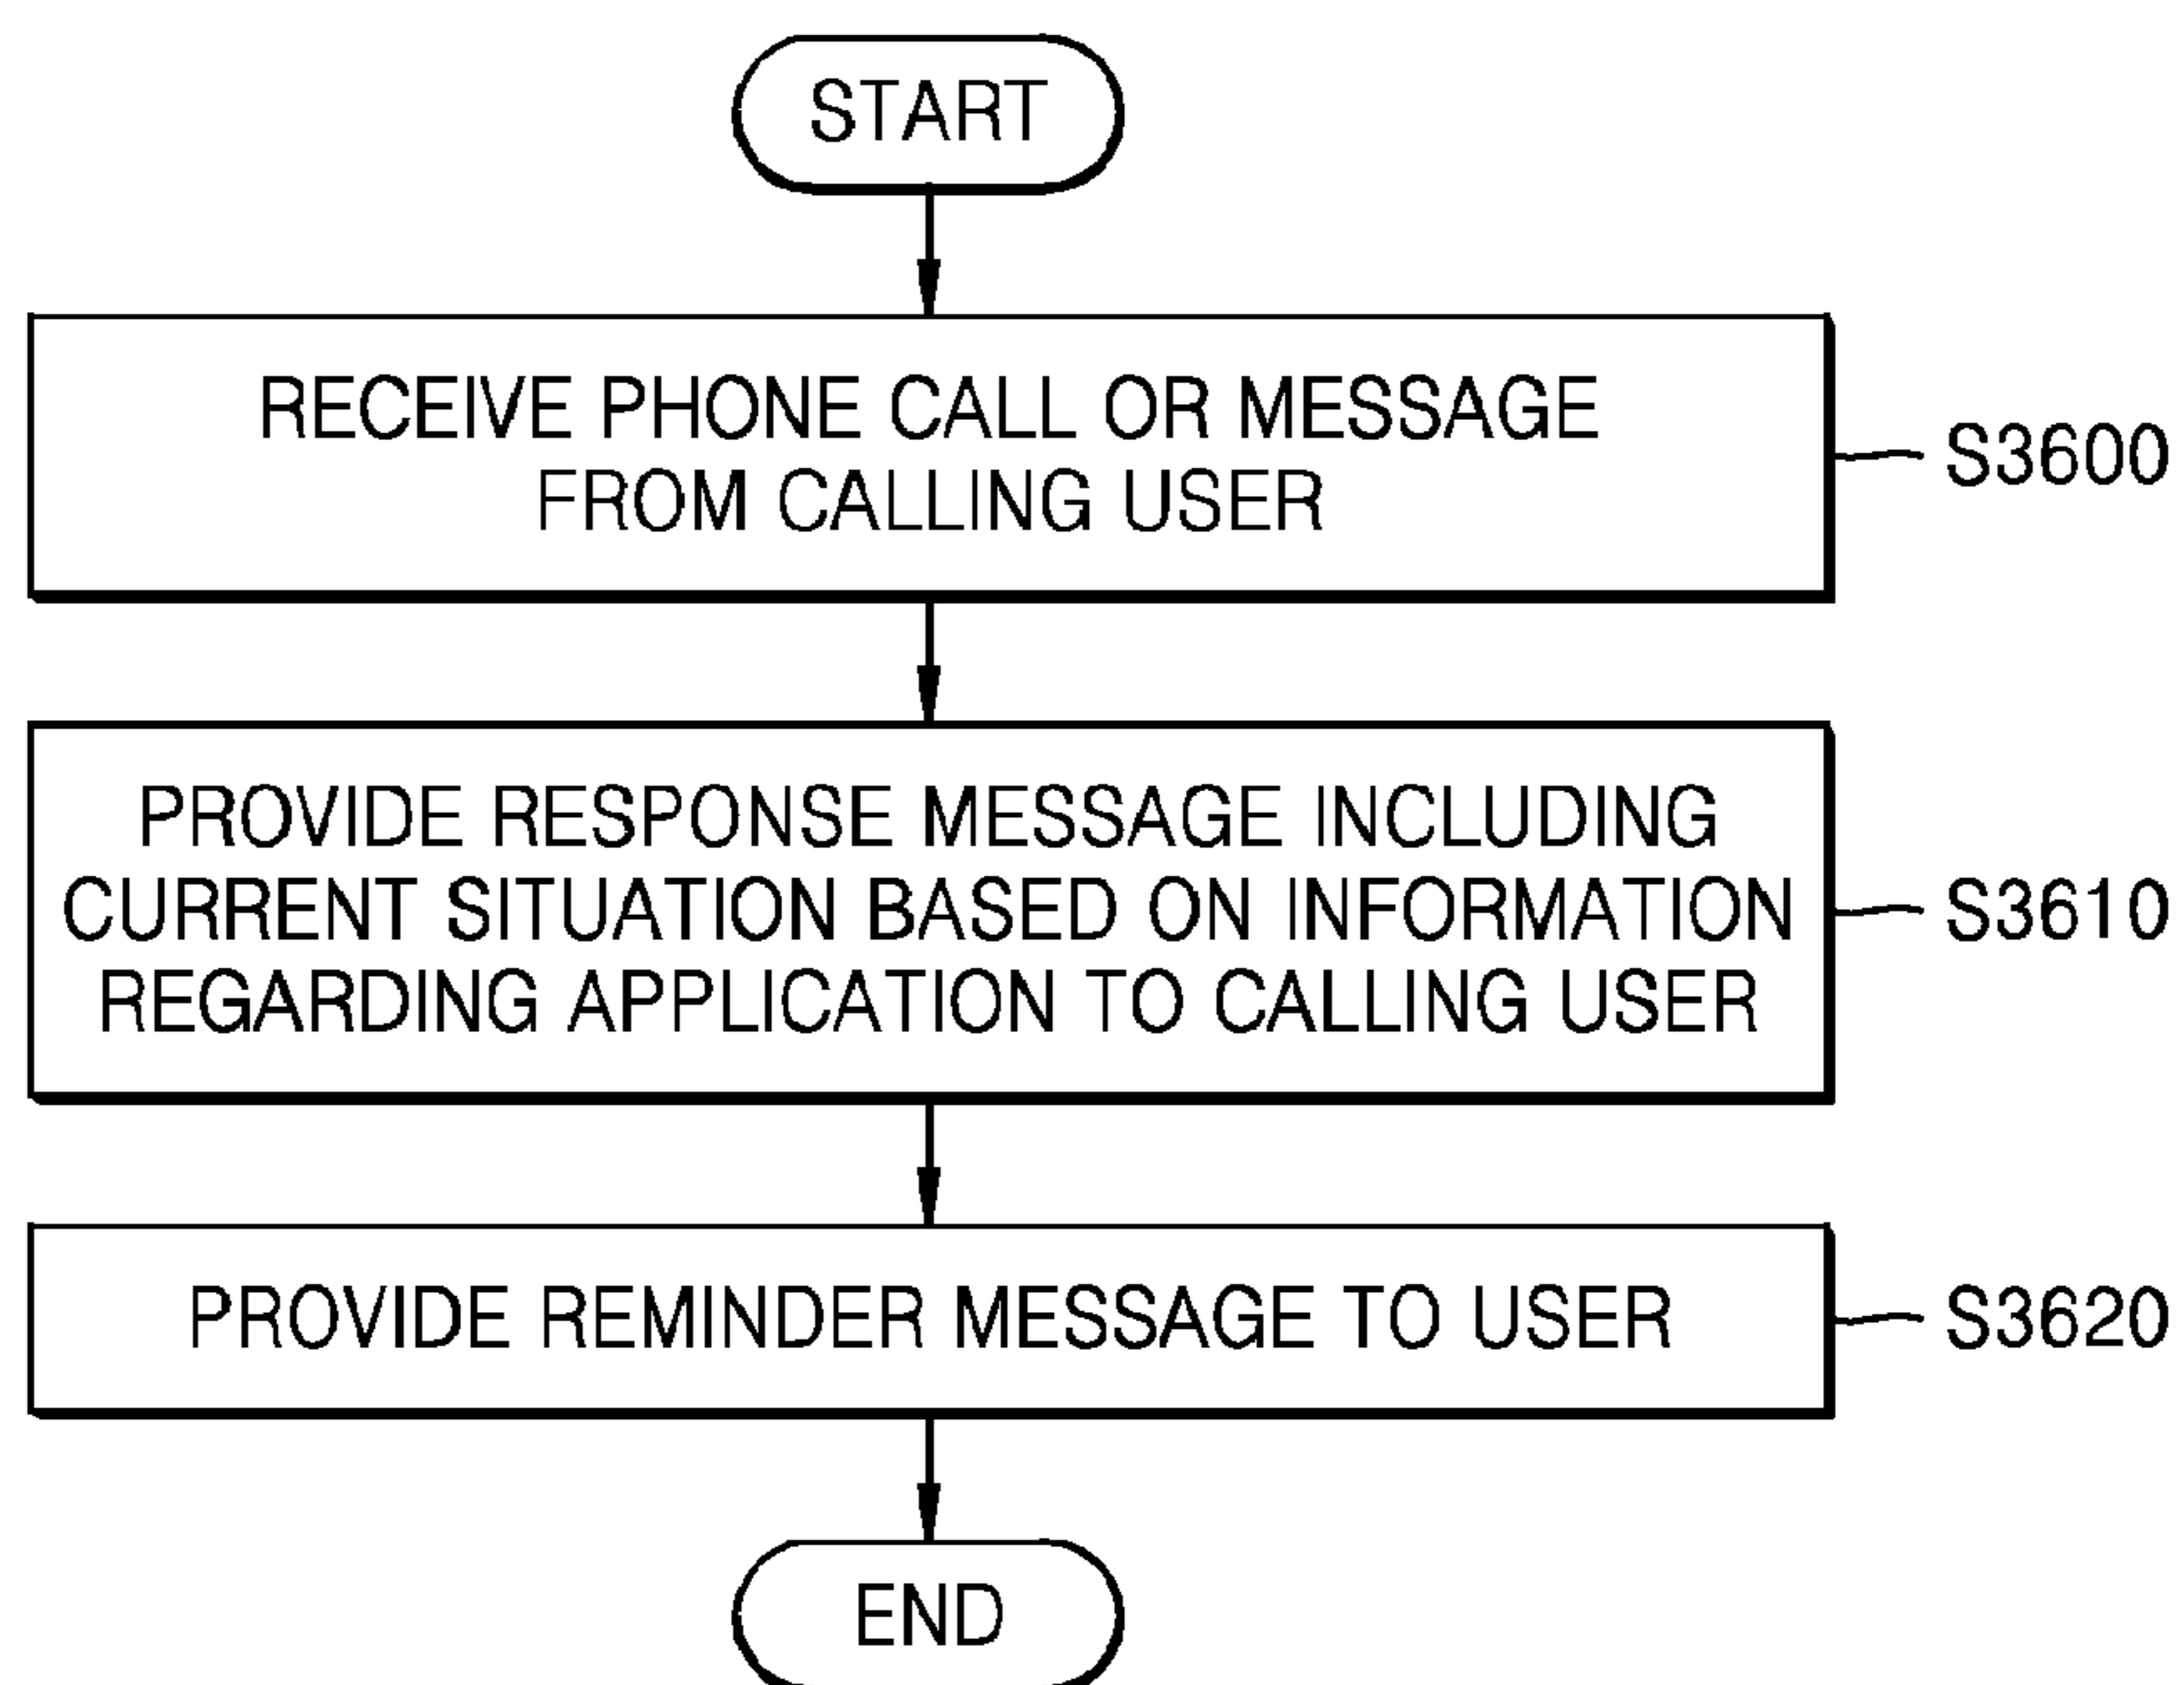 START
RECEIVE PHONE CALL OR MESSAGE
FROM CALLING USER
S3600
PROVIDE RESPONSE MESSAGE INCLUDING
CURRENT SITUATION BASED ON INFORMATION
REGARDING APPLICATION TO CALLING USER
S3610
PROVIDE REMINDER MESSAGE TO USER
S3620
END